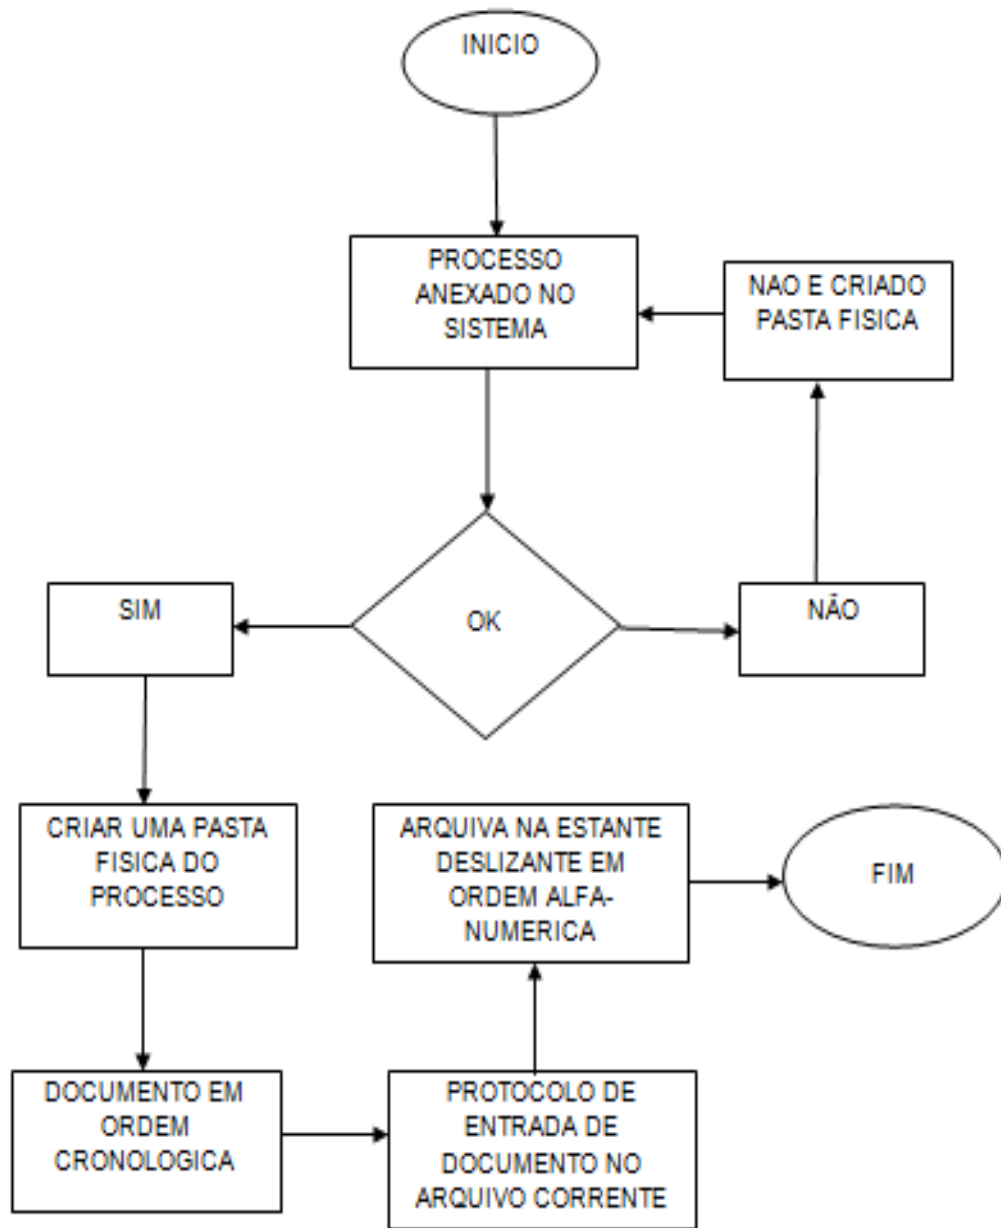 INICIO
PROCESSO
ANEXADO NO
SISTEMA
NAO E CRIADO
PASTA FISICA
SIM
OK
NÃO
CRIAR UMA PASTA
FISICA DO
PROCESSO
ARQUIVA NA ESTANTE
DESLIZANTE EM
ORDEM ALFA-
NUMERICA
FIM
DOCUMENTO EM
ORDEM
CRONOLOGICA
PROTOCOLO DE
ENTRADA DE
DOCUMENTO NO
ARQUIVO CORRENTE